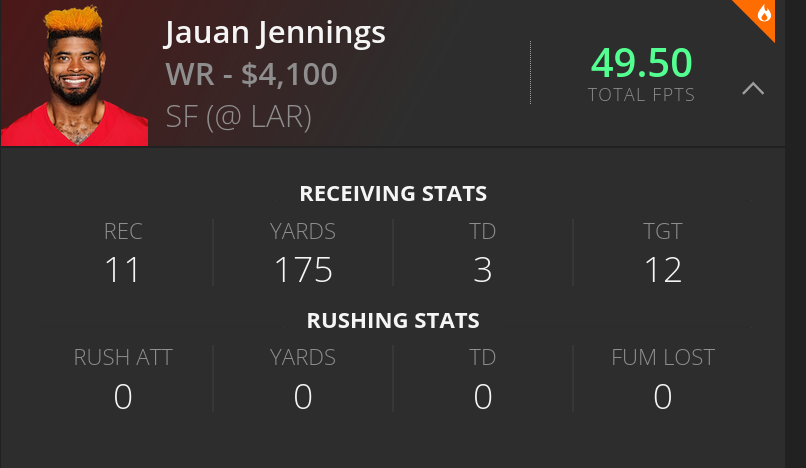 Jauan Jennings
WR - $4,100
SF (@ LAR)
49.50
TOTAL FPTS
RECEIVING STATS
REC YARDS TD TGT
11 175 3 12
RUSHING STATS
RUSH ATT YARDS TD FUM LOST
0 0 0 0